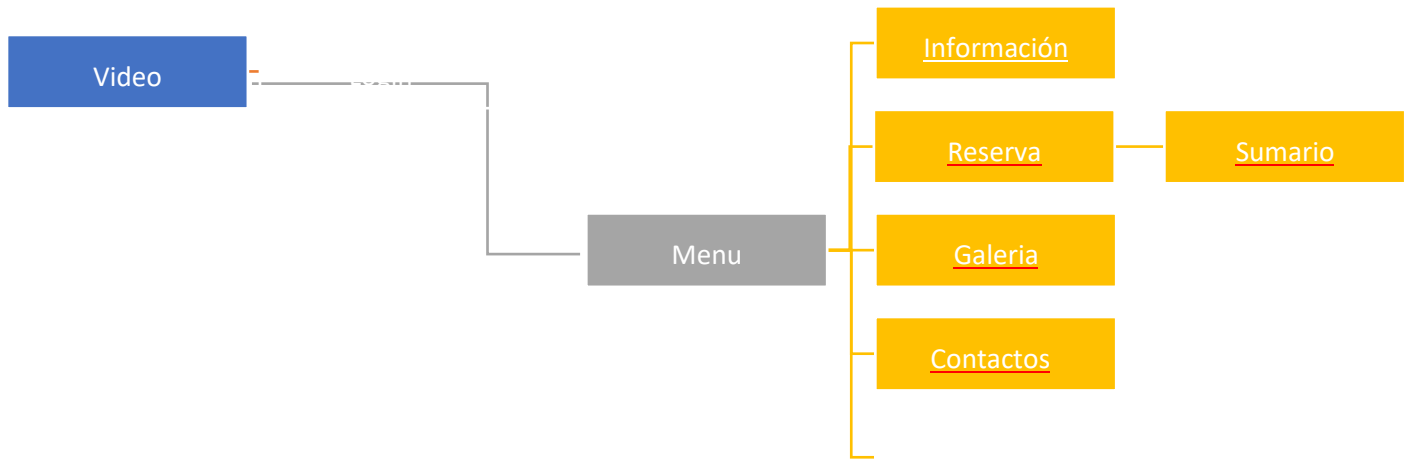 Video
Menu
Información
Reserva
Sumario
Galeria
Contactos